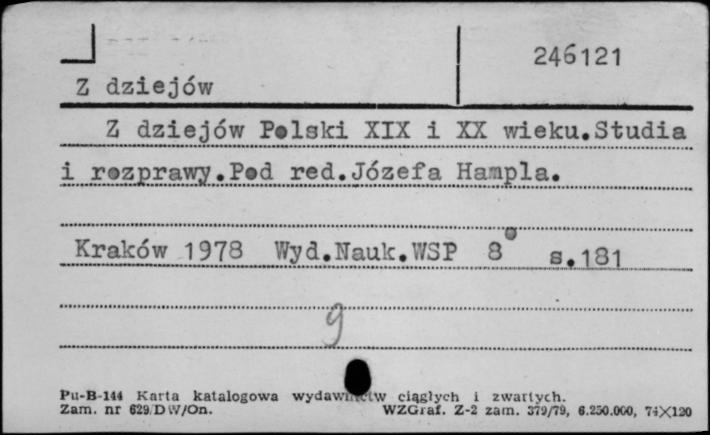 246121
Z dziejów
Z dziejów Polski XIX i XX wieku.Studia
i rozprawy.Pod red.Józefa Hampla.
Kraków 1978 Wyd.Nauk.WSP 8° s.181
g
Pu-B-144 Karta katalogowa wydawnictw ciągłych i zwartych.
Zam. nr 629/DW/On. WZGraf. Z-2 zam. 379/79, 6.250.000, 74×120